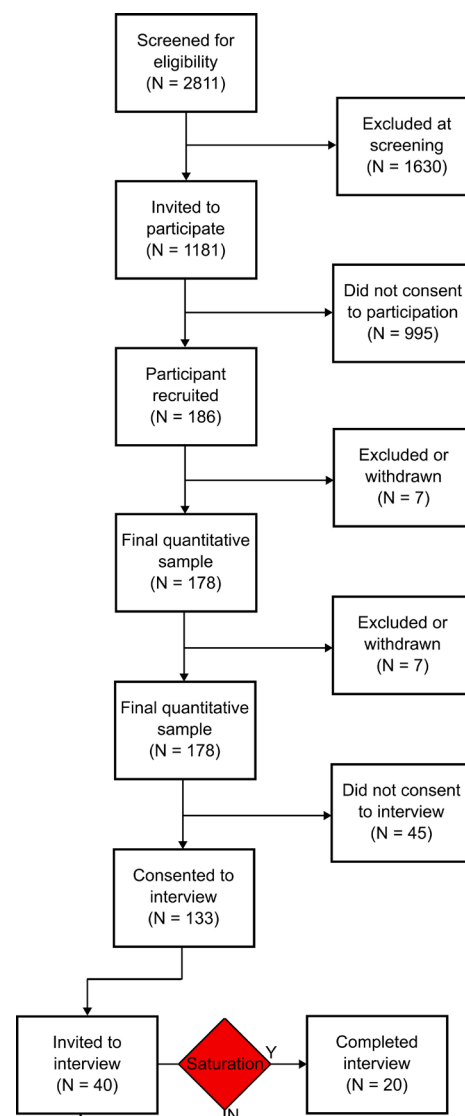 Screened for
eligibility
(N = 2811)
Excluded at
screening
(N = 1630)
Invited to
participate
(N = 1181)
Did not consent
to participation
(N = 995)
Participant
recruited
(N = 186)
Excluded or
withdrawn
(N = 7)
Final quantitative
sample
(N = 178)
Excluded or
withdrawn
(N = 7)
Final quantitative
sample
(N = 178)
Did not consent
to interview
(N = 45)
Consented to
interview
(N = 133)
Invited to
interview
(N = 40)
Saturation
Y
Completed
interview
(N = 20)
N